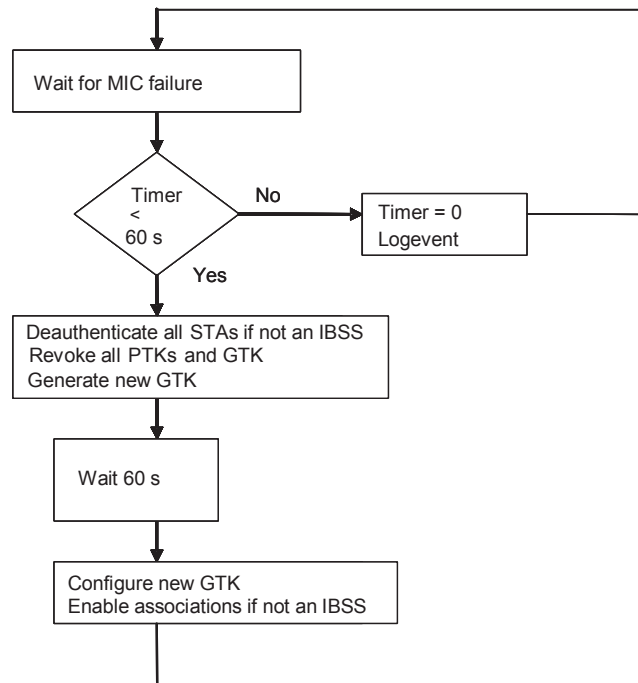 Wait for MIC failure
Timer
<
60 s
No
Timer = 0
Logevent
Yes
Deauthenticate all STAs if not an IBSS
Revoke all PTKs and GTK
Generate new GTK
Wait 60 s
Configure new GTK
Enable associations if not an IBSS